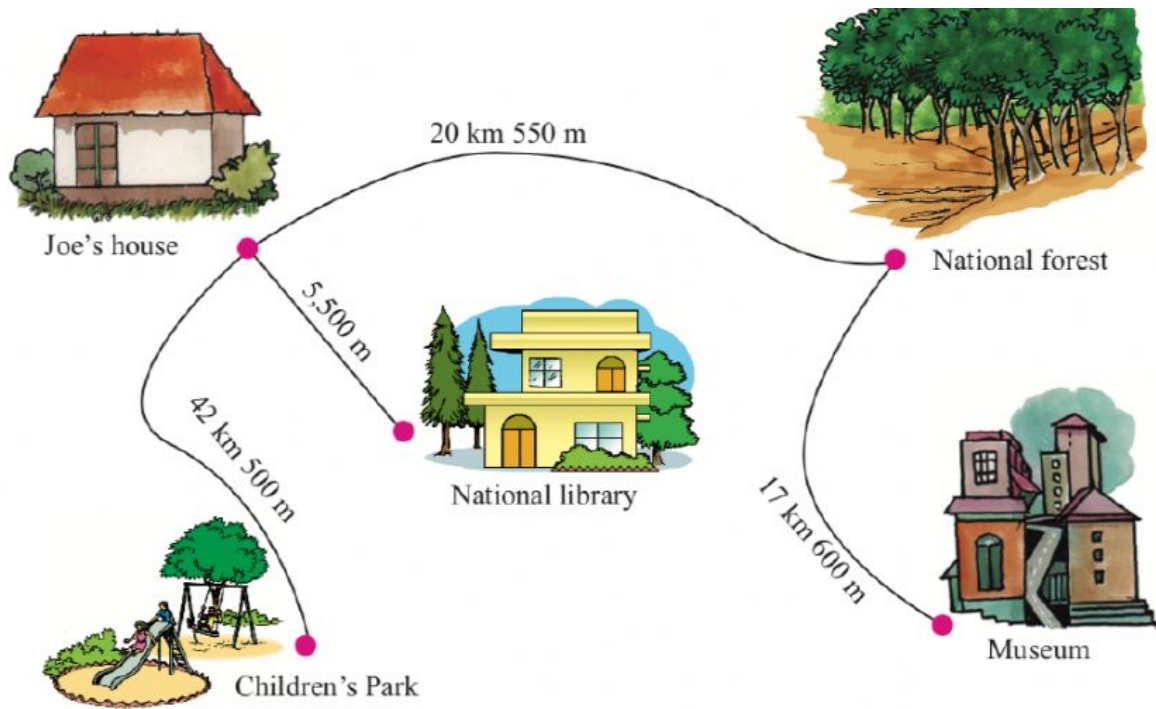 20 km 550 m
Joe's house
National forest
5,500 m
42 km 500 m
National library
17 km 600 m
Museum
Children's Park